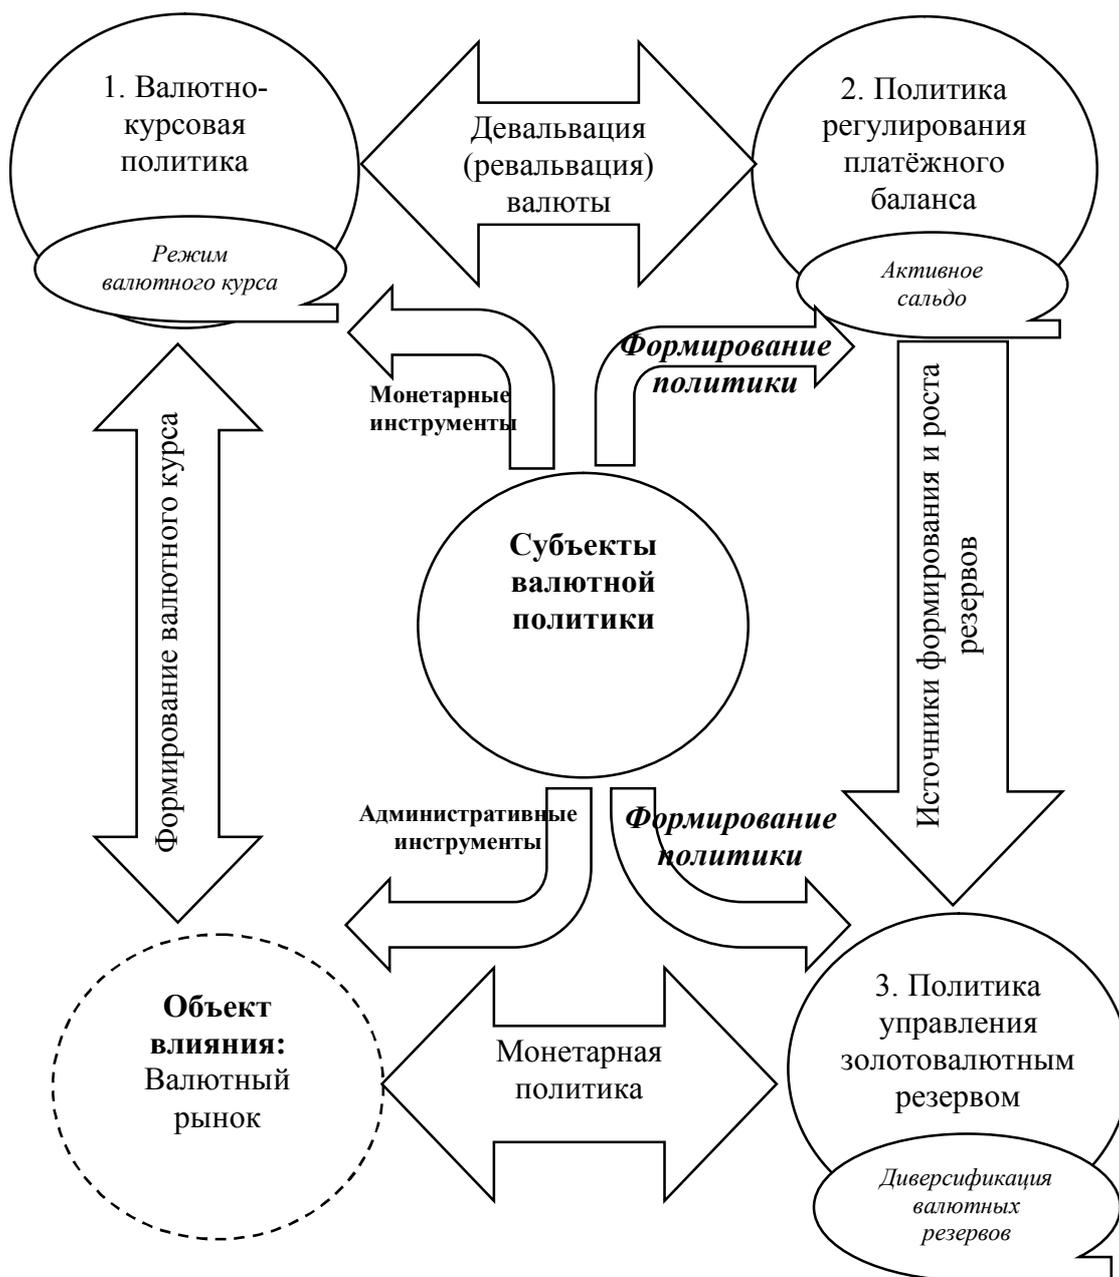 1. Валютно-
курсовая
политика
Режим
валютного курса
Девальвация
(ревальвация)
валюты
2. Политика
регулирования
платёжного
баланса
Активное
сальдо
Монетарные
инструменты
Формирование
политики
Формирование валютного курса
Субъекты
валютной
политики
Источники формирования и роста
резервов
Административные
инструменты
Формирование
политики
Объект
влияния:
Валютный
рынок
Монетарная
политика
3. Политика
управления
золотовалютным
резервом
Диверсификация
валютных
резервов